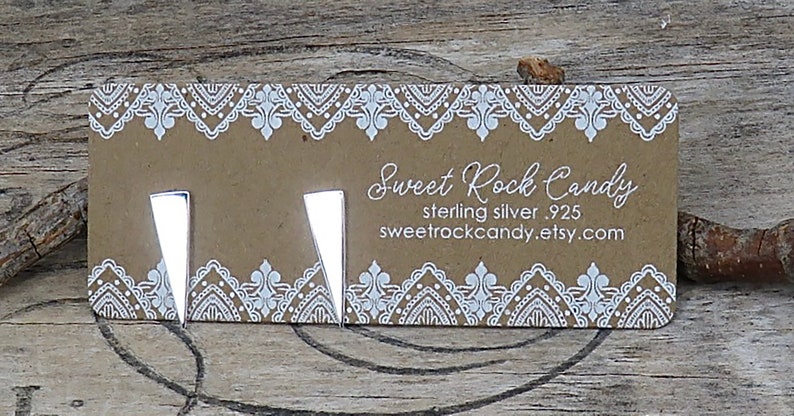 Sweet Rock Candy
sterling silver .925
sweetrockcandy.etsy.com